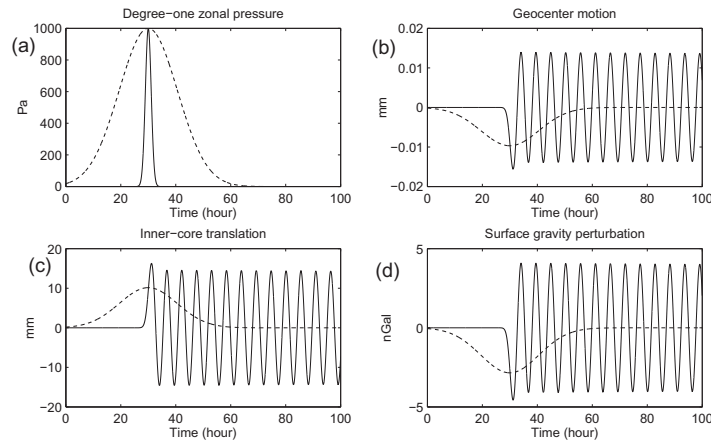 Degree−one zonal pressure
(a)
1000
800
600
400
200
0
Pa
0 20 40 60 80 100
Time (hour)
Geocenter motion
(b)
0.02
0.01
0
−0.01
−0.02
mm
0 20 40 60 80 100
Time (hour)
Inner−core translation
(c)
20
10
0
−10
−20
mm
0 20 40 60 80 100
Time (hour)
Surface gravity perturbation
(d)
5
0
−5
nGal
0 20 40 60 80 100
Time (hour)